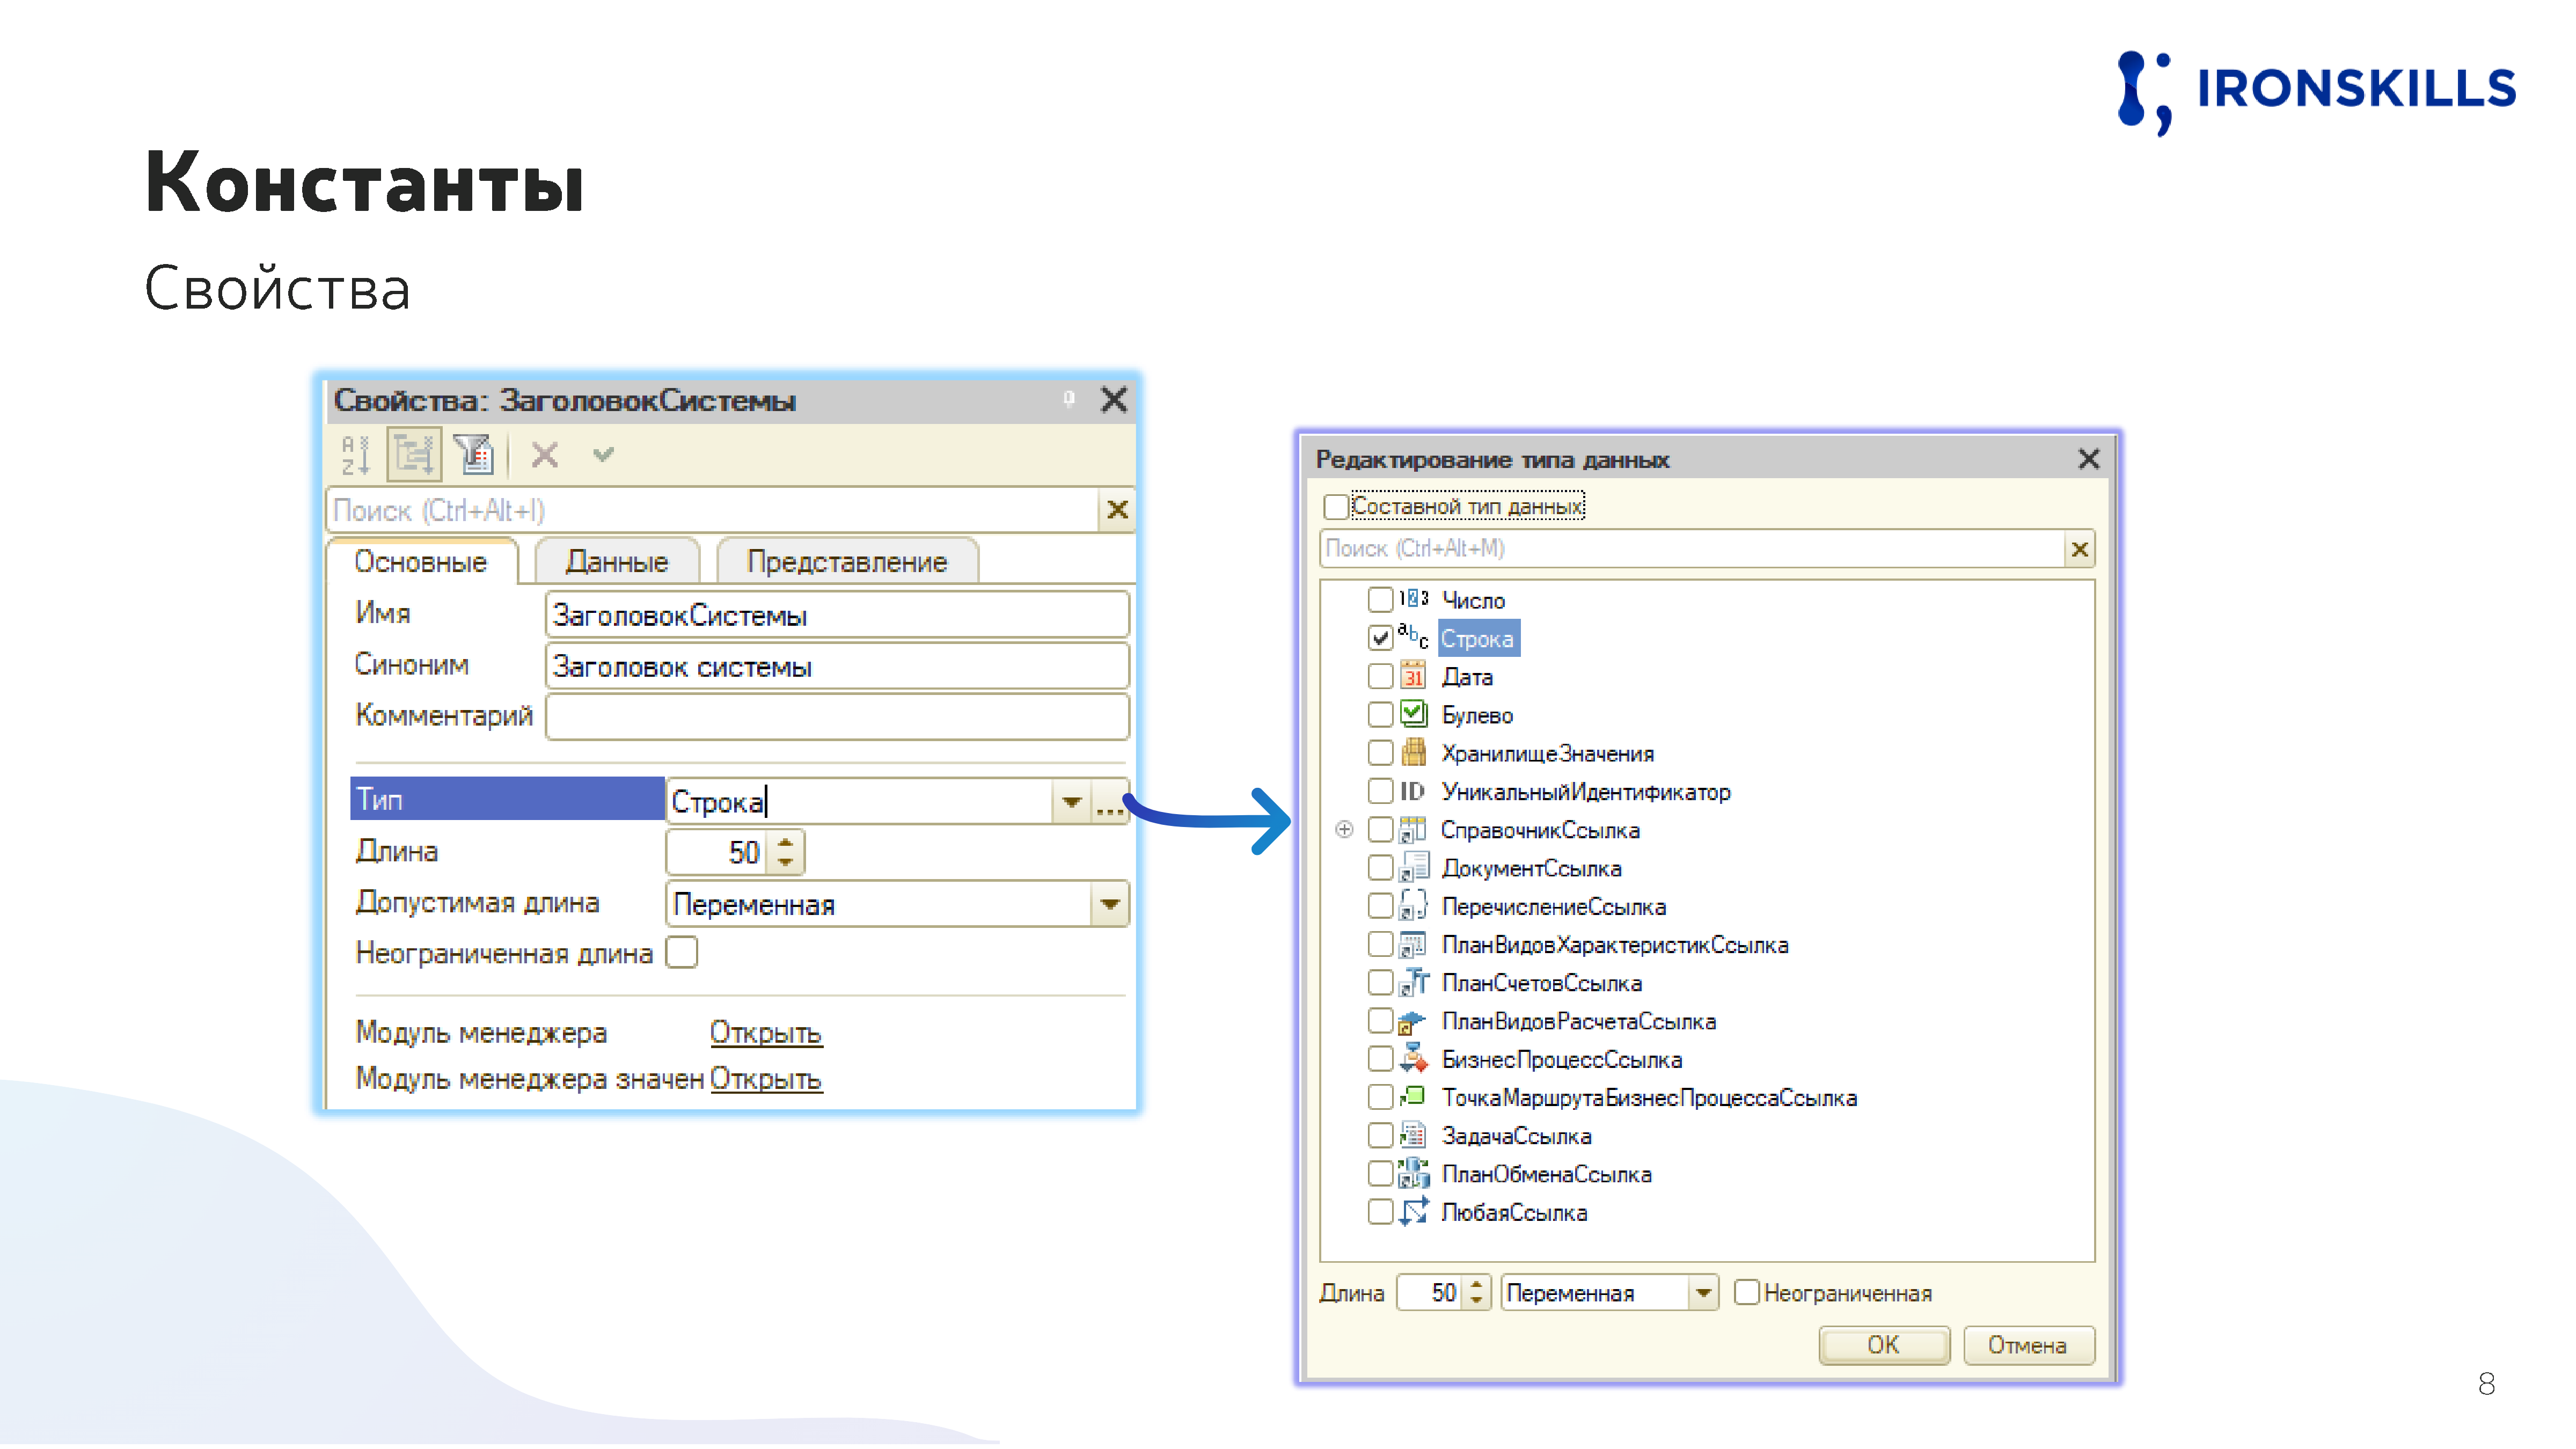 IRONSKILLS
Константы
Свойства
Свойства: ЗаголовокСистемы
Поиск (Ctrl+Alt+I)
Основные Данные Представление
Имя ЗаголовокСистемы
Синоним Заголовок системы
Комментарий
Тип Строка ...
Длина 50
Допустимая длина Переменная
Неограниченная длина
Модуль менеджера Открыть
Модуль менеджера значен Открыть
Редактирование типа данных
Составной тип данных
Поиск (Ctrl+Alt+M)
Число
Строка
Дата
Булево
ХранилищеЗначения
УникальныйИдентификатор
СправочникСсылка
ДокументСсылка
ПеречислениеСсылка
ПланВидовХарактеристикСсылка
ПланСчетовСсылка
ПланВидовРасчетаСсылка
БизнесПроцессСсылка
ТочкаМаршрутаБизнесПроцессаСсылка
ЗадачаСсылка
ПланОбменаСсылка
ЛюбаяСсылка
Длина 50 Переменная Неограниченная
ОК Отмена
8